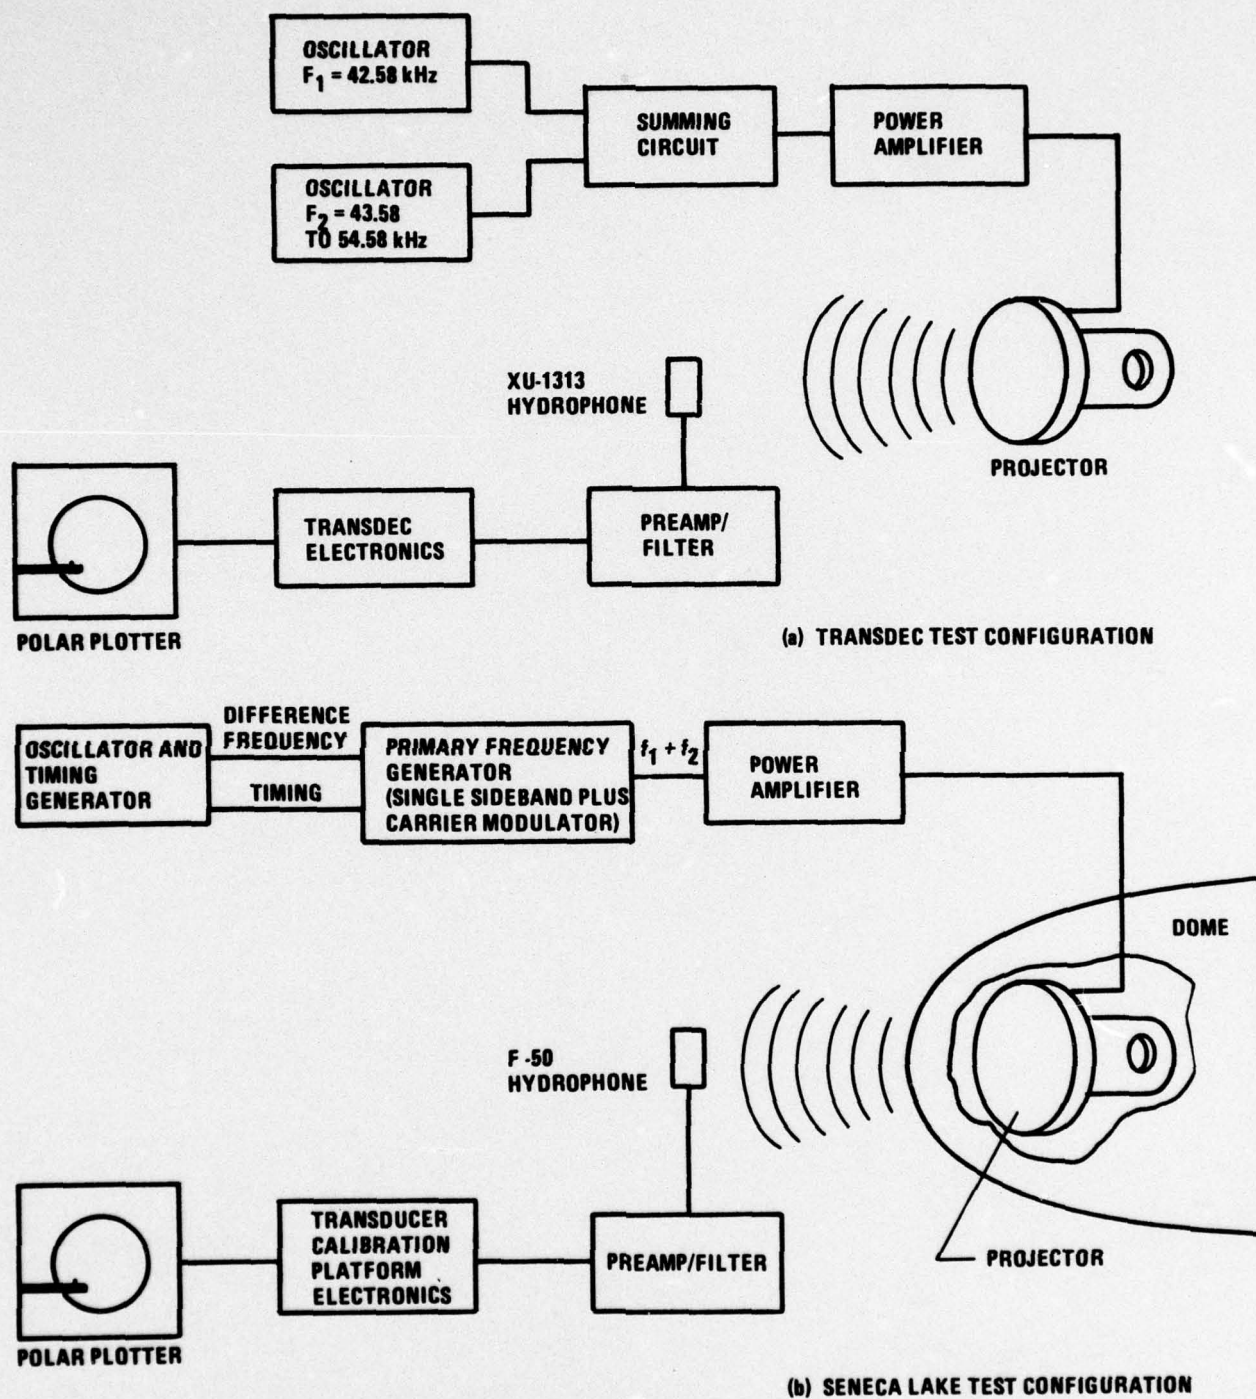 OSCILLATOR
F1 = 42.58 kHz
OSCILLATOR
F2 = 43.58
TO 54.58 kHz
SUMMING
CIRCUIT
POWER
AMPLIFIER
XU-1313
HYDROPHONE
PROJECTOR
TRANSDEC
ELECTRONICS
PREAMP/
FILTER
POLAR PLOTTER
(a) TRANSDEC TEST CONFIGURATION
OSCILLATOR AND
TIMING
GENERATOR
DIFFERENCE
FREQUENCY
TIMING
PRIMARY FREQUENCY
GENERATOR
(SINGLE SIDEBAND PLUS
CARRIER MODULATOR)
f1 + f2
POWER
AMPLIFIER
DOME
F-50
HYDROPHONE
PROJECTOR
TRANSDUCER
CALIBRATION
PLATFORM
ELECTRONICS
PREAMP/FILTER
POLAR PLOTTER
(b) SENECA LAKE TEST CONFIGURATION